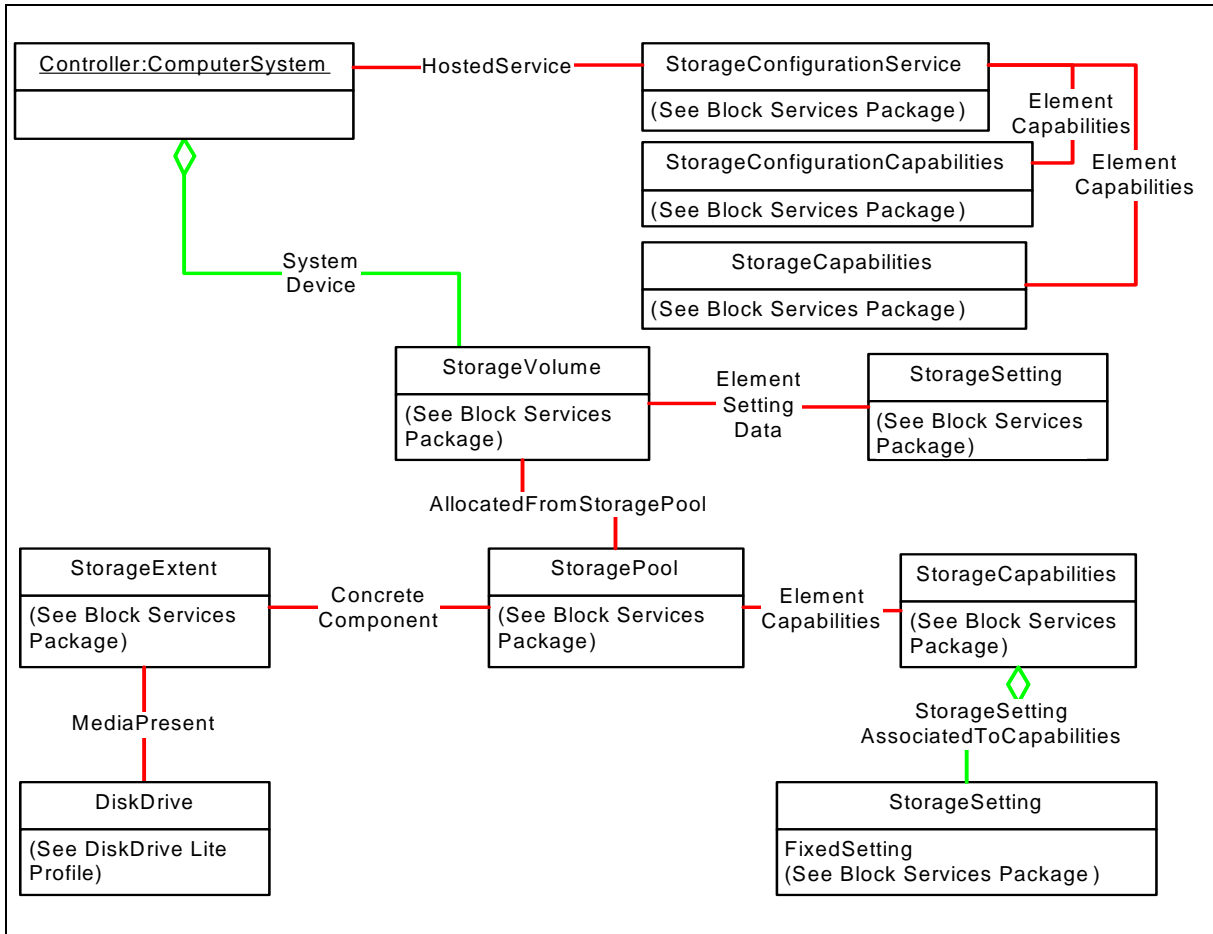 Controller:ComputerSystem
HostedService
StorageConfigurationService
(See Block Services Package)
Element
Capabilities
StorageConfigurationCapabilities
(See Block Services Package)
Element
Capabilities
StorageCapabilities
(See Block Services Package)
System
Device
StorageVolume
(See Block Services
Package)
Element
Setting
Data
StorageSetting
(See Block Services
Package)
AllocatedFromStoragePool
StorageExtent
(See Block Services
Package)
Concrete
Component
StoragePool
(See Block Services
Package)
Element
Capabilities
StorageCapabilities
(See Block Services
Package)
MediaPresent
StorageSetting
AssociatedToCapabilities
DiskDrive
(See DiskDrive Lite
Profile)
StorageSetting
FixedSetting
(See Block Services Package)